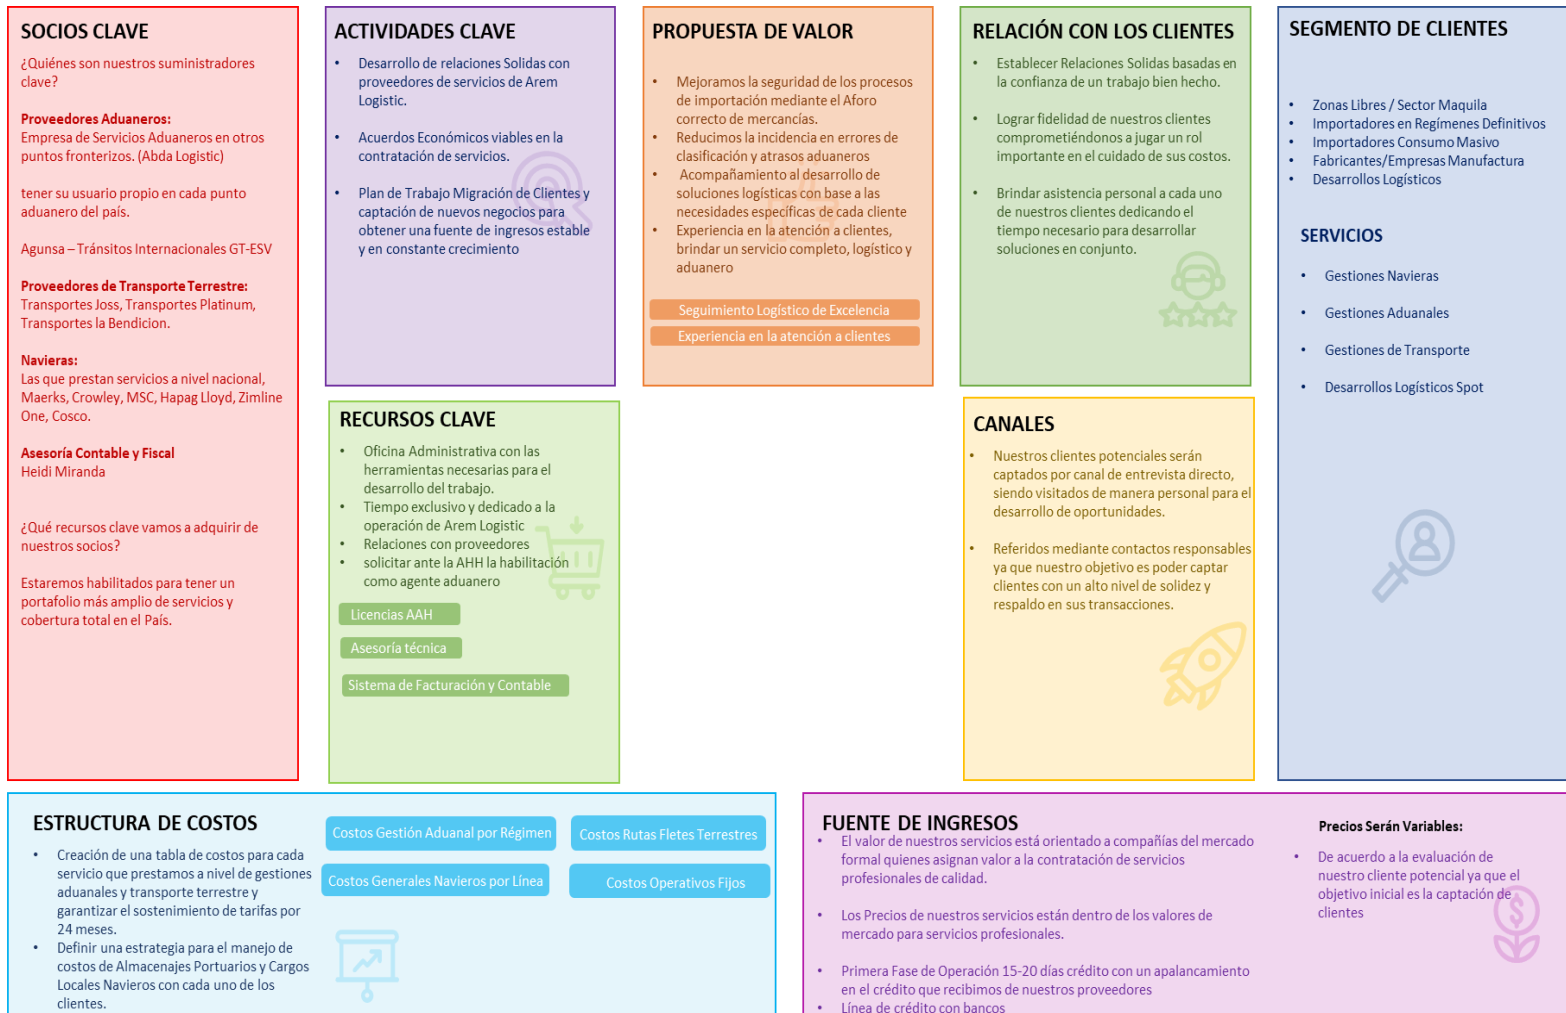 SOCIOS CLAVE
¿Quiénes son nuestros suministradores
clave?
Proveedores Aduaneros:
Empresa de Servicios Aduaneros en otros
puntos fronterizos. (Abda Logistic)
tener su usuario propio en cada punto
aduanero del país.
Agunsa – Tránsitos Internacionales GT-ESV
Proveedores de Transporte Terrestre:
Transportes Joss, Transportes Platinum,
Transportes la Bendicion.
Navieras:
Las que prestan servicios a nivel nacional,
Maerks, Crowley, MSC, Hapag Lloyd, Zimline
One, Cosco.
Asesoría Contable y Fiscal
Heidi Miranda
¿Qué recursos clave vamos a adquirir de
nuestros socios?
Estaremos habilitados para tener un
portafolio más amplio de servicios y
cobertura total en el País.
ACTIVIDADES CLAVE
• Desarrollo de relaciones Solidas con
proveedores de servicios de Arem
Logistic.
• Acuerdos Económicos viables en la
contratación de servicios.
• Plan de Trabajo Migración de Clientes y
captación de nuevos negocios para
obtener una fuente de ingresos estable
y en constante crecimiento
RECURSOS CLAVE
• Oficina Administrativa con las
herramientas necesarias para el
desarrollo del trabajo.
• Tiempo exclusivo y dedicado a la
operación de Arem Logistic
• Relaciones con proveedores
• solicitar ante la AHH la habilitación
como agente aduanero
Licencias AAH
Asesoría técnica
Sistema de Facturación y Contable
PROPUESTA DE VALOR
• Mejoramos la seguridad de los procesos
de importación mediante el Aforo
correcto de mercancías.
• Reducimos la incidencia en errores de
clasificación y atrasos aduaneros
• Acompañamiento al desarrollo de
soluciones logísticas con base a las
necesidades específicas de cada cliente
• Experiencia en la atención a clientes,
brindar un servicio completo, logístico y
aduanero
Seguimiento Logístico de Excelencia
Experiencia en la atención a clientes
RELACIÓN CON LOS CLIENTES
• Establecer Relaciones Solidas basadas en
la confianza de un trabajo bien hecho.
• Lograr fidelidad de nuestros clientes
comprometiéndonos a jugar un rol
importante en el cuidado de sus costos.
• Brindar asistencia personal a cada uno
de nuestros clientes dedicando el
tiempo necesario para desarrollar
soluciones en conjunto.
CANALES
• Nuestros clientes potenciales serán
captados por canal de entrevista directo,
siendo visitados de manera personal para el
desarrollo de oportunidades.
• Referidos mediante contactos responsables
ya que nuestro objetivo es poder captar
clientes con un alto nivel de solidez y
respaldo en sus transacciones.
SEGMENTO DE CLIENTES
• Zonas Libres / Sector Maquila
• Importadores en Regímenes Definitivos
• Importadores Consumo Masivo
• Fabricantes/Empresas Manufactura
• Desarrollos Logísticos
SERVICIOS
• Gestiones Navieras
• Gestiones Aduanales
• Gestiones de Transporte
• Desarrollos Logísticos Spot
ESTRUCTURA DE COSTOS
• Creación de una tabla de costos para cada
servicio que prestamos a nivel de gestiones
aduanales y transporte terrestre y
garantizar el sostenimiento de tarifas por
24 meses.
• Definir una estrategia para el manejo de
costos de Almacenajes Portuarios y Cargos
Locales Navieros con cada uno de los
clientes.
Costos Gestión Aduanal por Régimen
Costos Rutas Fletes Terrestres
Costos Generales Navieros por Línea
Costos Operativos Fijos
FUENTE DE INGRESOS
• El valor de nuestros servicios está orientado a compañías del mercado
formal quienes asignan valor a la contratación de servicios
profesionales de calidad.
• Los Precios de nuestros servicios están dentro de los valores de
mercado para servicios profesionales.
• Primera Fase de Operación 15-20 días crédito con un apalancamiento
en el crédito que recibimos de nuestros proveedores
• Línea de crédito con bancos
Precios Serán Variables:
• De acuerdo a la evaluación de
nuestro cliente potencial ya que el
objetivo inicial es la captación de
clientes